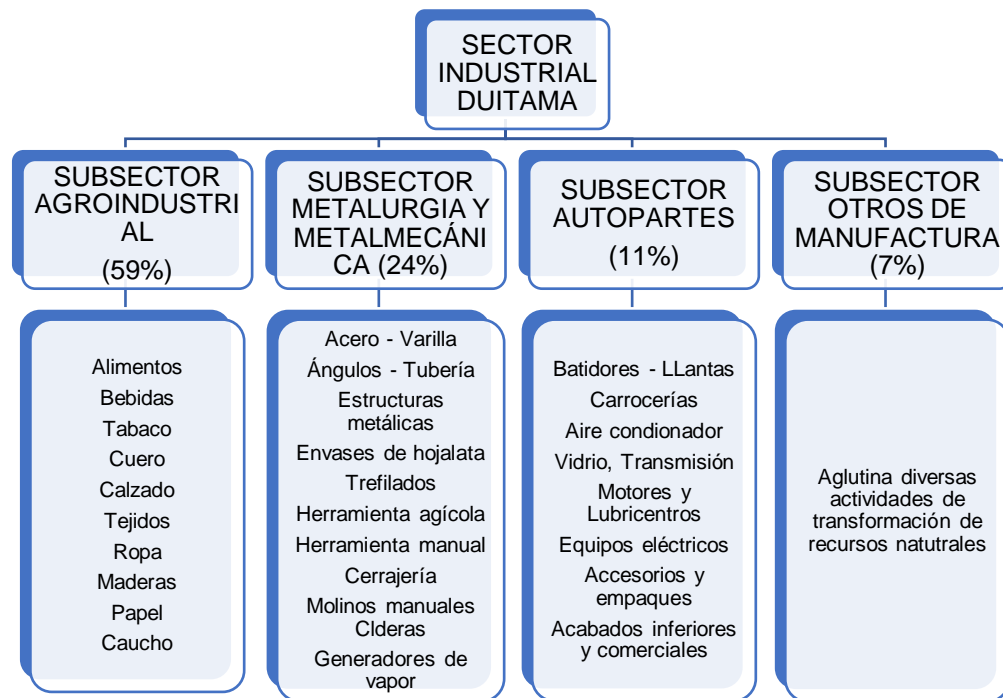 SECTOR
INDUSTRIAL
DUITAMA
SUBSECTOR
AGROINDUSTRI
AL
(59%)
SUBSECTOR
METALURGIA Y
METALMECÁNI
CA (24%)
SUBSECTOR
AUTOPARTES
(11%)
SUBSECTOR
OTROS DE
MANUFACTURA
(7%)
Alimentos
Bebidas
Tabaco
Cuero
Calzado
Tejidos
Ropa
Maderas
Papel
Caucho
Acero - Varilla
Ángulos - Tubería
Estructuras
metálicas
Envases de hojalata
Trefilados
Herramienta agícola
Herramienta manual
Cerrajería
Molinos manuales
Clderas
Generadores de
vapor
Batidores - LLantas
Carrocerías
Aire condionador
Vidrio, Transmisión
Motores y
Lubricentros
Equipos eléctricos
Accesorios y
empaques
Acabados inferiores
y comerciales
Aglutina diversas
actividades de
transformación de
recursos natutrales